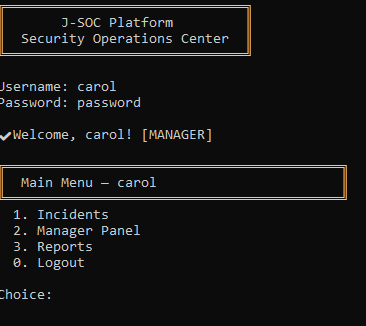 J-SOC Platform
Security Operations Center
Username: carol
Password: password
✔Welcome, carol! [MANAGER]
Main Menu — carol
1. Incidents
2. Manager Panel
3. Reports
0. Logout
Choice: